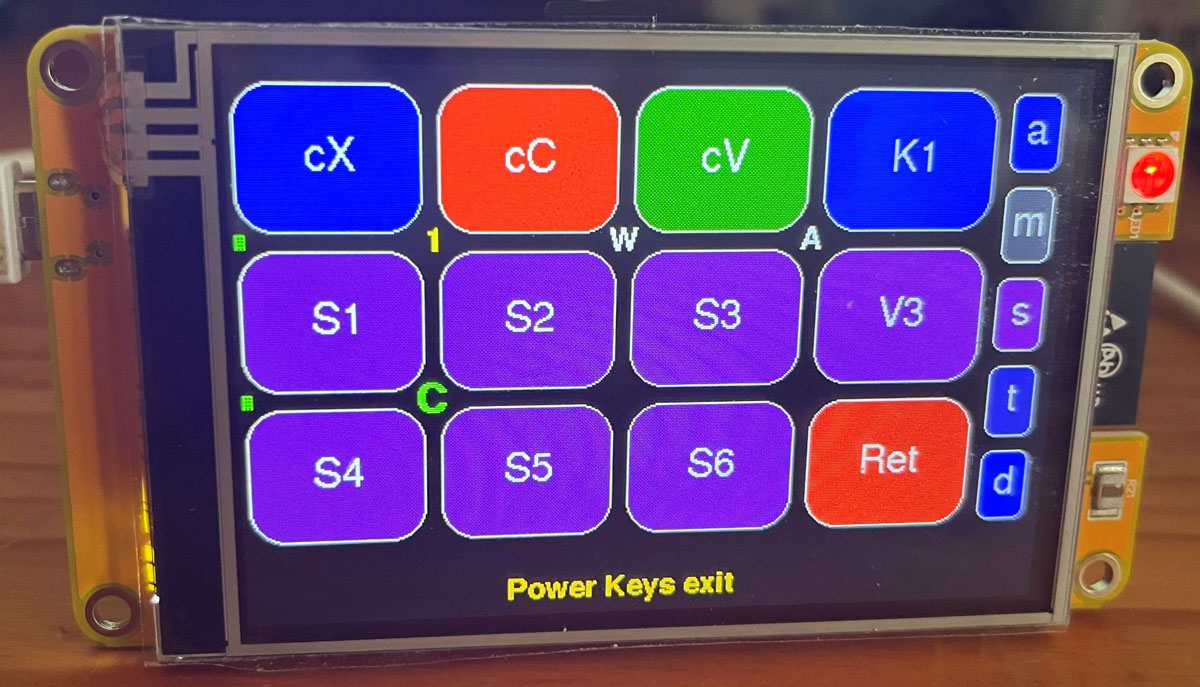 cX cC cV K1 a
m
1 W A
S1 S2 S3 V3 s
C
t
S4 S5 S6 Ret d
Power Keys exit